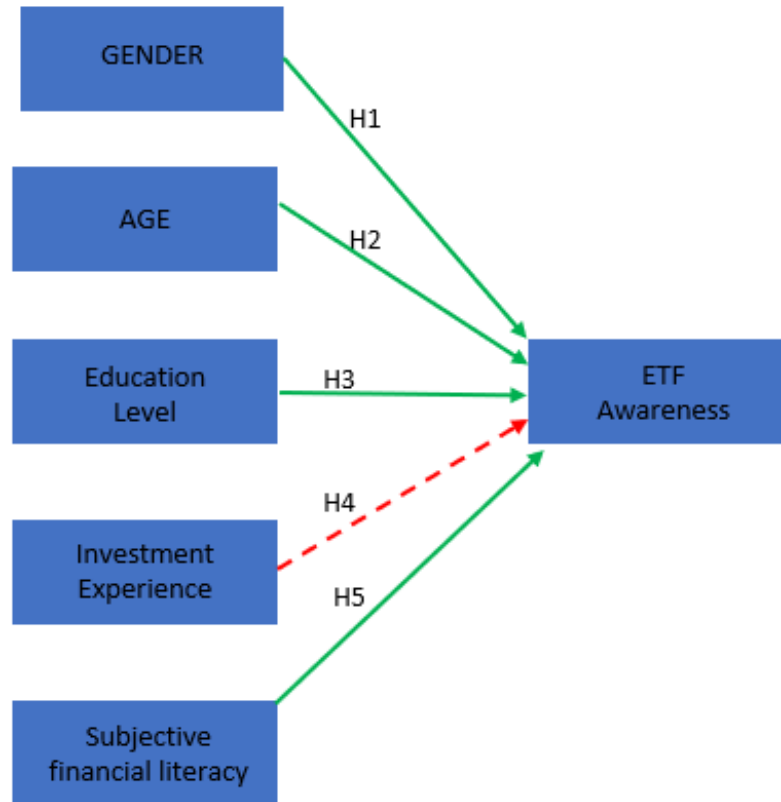 GENDER
H1
AGE
H2
Education
Level
H3
ETF
Awareness
H4
Investment
Experience
H5
Subjective
financial literacy